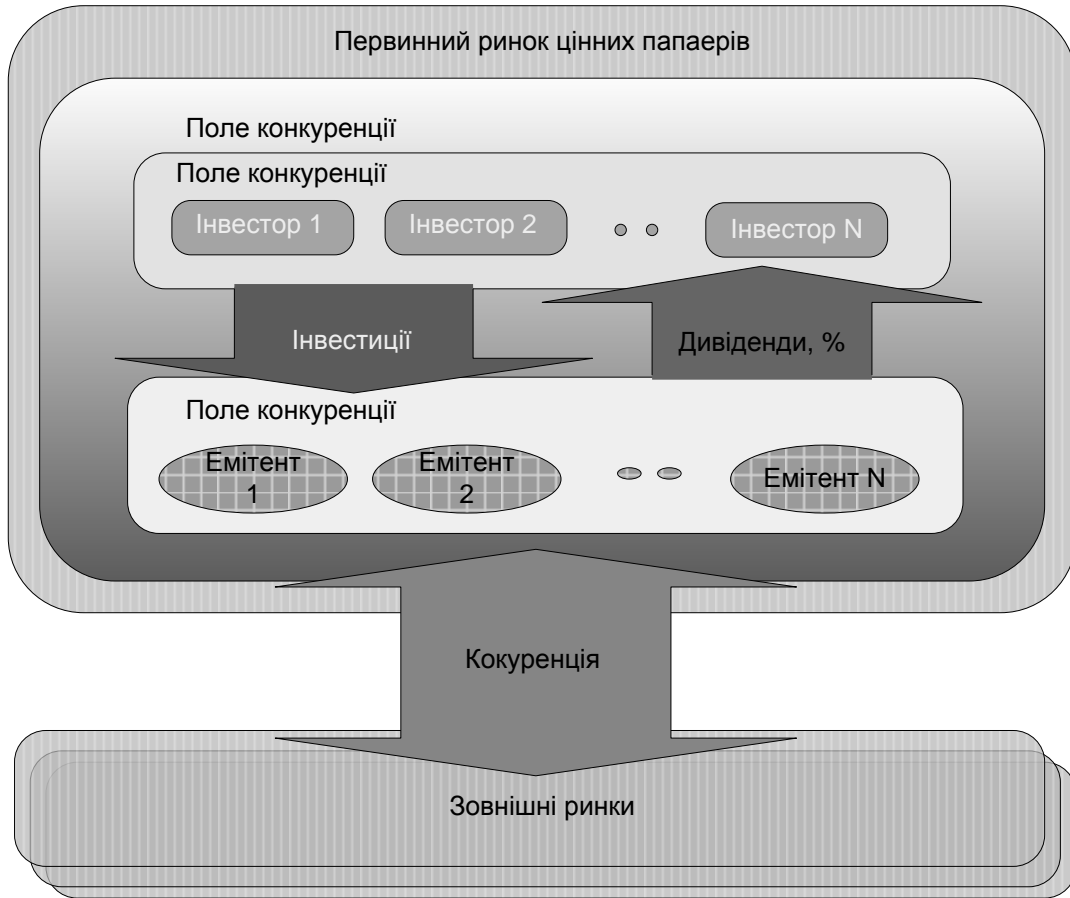 Первинний ринок цінних папаерів
Поле конкуренції
Поле конкуренції
Інвестор 1
Інвестор 2
Інвестор N
Інвестиції
Дивіденди, %
Поле конкуренції
Емітент
1
Емітент
2
Емітент N
Кокуренція
Зовнішні ринки